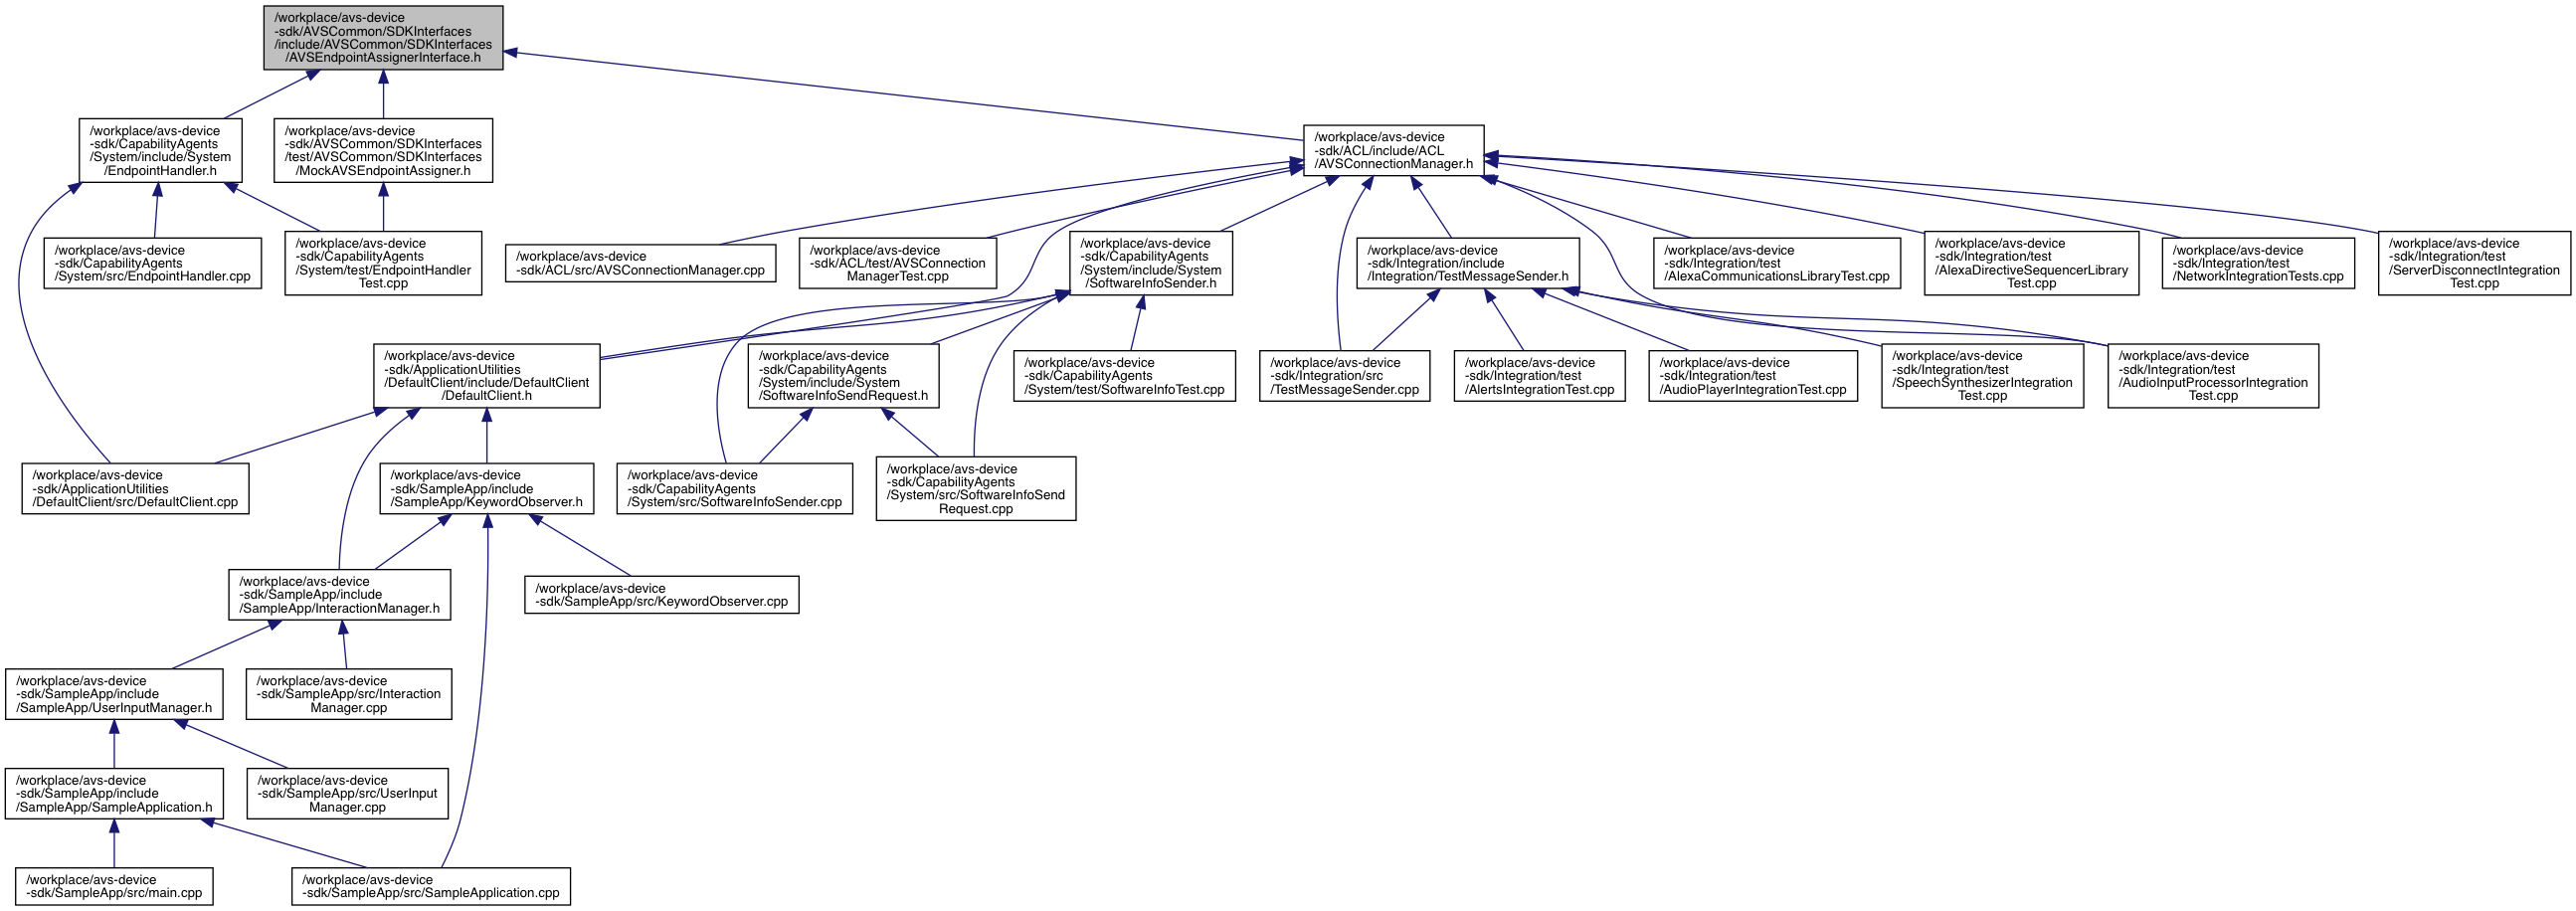 /workplace/avs-device
-sdk/AVSCommon/SDKInterfaces
/include/AVSCommon/SDKInterfaces
/AVSEndpointAssignerInterface.h
/workplace/avs-device
-sdk/CapabilityAgents
/System/include/System
/EndpointHandler.h
/workplace/avs-device
-sdk/AVSCommon/SDKInterfaces
/test/AVSCommon/SDKInterfaces
/MockAVSEndpointAssigner.h
/workplace/avs-device
-sdk/ACL/include/ACL
/AVSConnectionManager.h
/workplace/avs-device
-sdk/CapabilityAgents
/System/src/EndpointHandler.cpp
/workplace/avs-device
-sdk/CapabilityAgents
/System/test/EndpointHandler
Test.cpp
/workplace/avs-device
-sdk/ACL/src/AVSConnectionManager.cpp
/workplace/avs-device
-sdk/ACL/test/AVSConnection
ManagerTest.cpp
/workplace/avs-device
-sdk/CapabilityAgents
/System/include/System
/SoftwareInfoSender.h
/workplace/avs-device
-sdk/Integration/include
/Integration/TestMessageSender.h
/workplace/avs-device
-sdk/Integration/test
/AlexaCommunicationsLibraryTest.cpp
/workplace/avs-device
-sdk/Integration/test
/AlexaDirectiveSequencerLibrary
Test.cpp
/workplace/avs-device
-sdk/Integration/test
/NetworkIntegrationTests.cpp
/workplace/avs-device
-sdk/Integration/test
/ServerDisconnectIntegration
Test.cpp
/workplace/avs-device
-sdk/ApplicationUtilities
/DefaultClient/include/DefaultClient
/DefaultClient.h
/workplace/avs-device
-sdk/CapabilityAgents
/System/include/System
/SoftwareInfoSendRequest.h
/workplace/avs-device
-sdk/CapabilityAgents
/System/test/SoftwareInfoTest.cpp
/workplace/avs-device
-sdk/Integration/src
/TestMessageSender.cpp
/workplace/avs-device
-sdk/Integration/test
/AlertsIntegrationTest.cpp
/workplace/avs-device
-sdk/Integration/test
/AudioPlayerIntegrationTest.cpp
/workplace/avs-device
-sdk/Integration/test
/SpeechSynthesizerIntegration
Test.cpp
/workplace/avs-device
-sdk/Integration/test
/AudioInputProcessorIntegration
Test.cpp
/workplace/avs-device
-sdk/ApplicationUtilities
/DefaultClient/src/DefaultClient.cpp
/workplace/avs-device
-sdk/SampleApp/include
/SampleApp/KeywordObserver.h
/workplace/avs-device
-sdk/CapabilityAgents
/System/src/SoftwareInfoSender.cpp
/workplace/avs-device
-sdk/CapabilityAgents
/System/src/SoftwareInfoSend
Request.cpp
/workplace/avs-device
-sdk/SampleApp/include
/SampleApp/InteractionManager.h
/workplace/avs-device
-sdk/SampleApp/src/KeywordObserver.cpp
/workplace/avs-device
-sdk/SampleApp/include
/SampleApp/UserInputManager.h
/workplace/avs-device
-sdk/SampleApp/src/Interaction
Manager.cpp
/workplace/avs-device
-sdk/SampleApp/include
/SampleApp/SampleApplication.h
/workplace/avs-device
-sdk/SampleApp/src/UserInput
Manager.cpp
/workplace/avs-device
-sdk/SampleApp/src/main.cpp
/workplace/avs-device
-sdk/SampleApp/src/SampleApplication.cpp